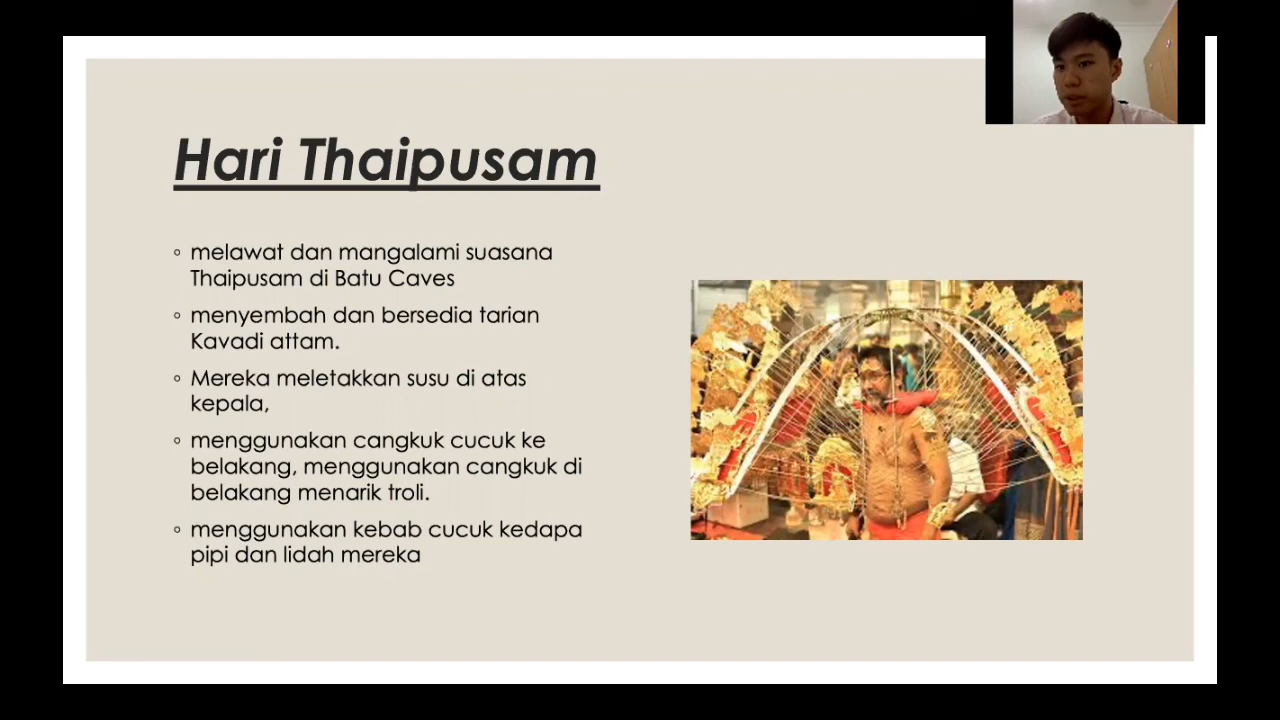 Hari Thaipusam
◦ melawat dan mangalami suasana
Thaipusam di Batu Caves
◦ menyembah dan bersedia tarian
Kavadi attam.
◦ Mereka meletakkan susu di atas
kepala,
◦ menggunakan cangkuk cucuk ke
belakang, menggunakan cangkuk di
belakang menarik troli.
◦ menggunakan kebab cucuk kedapa
pipi dan lidah mereka